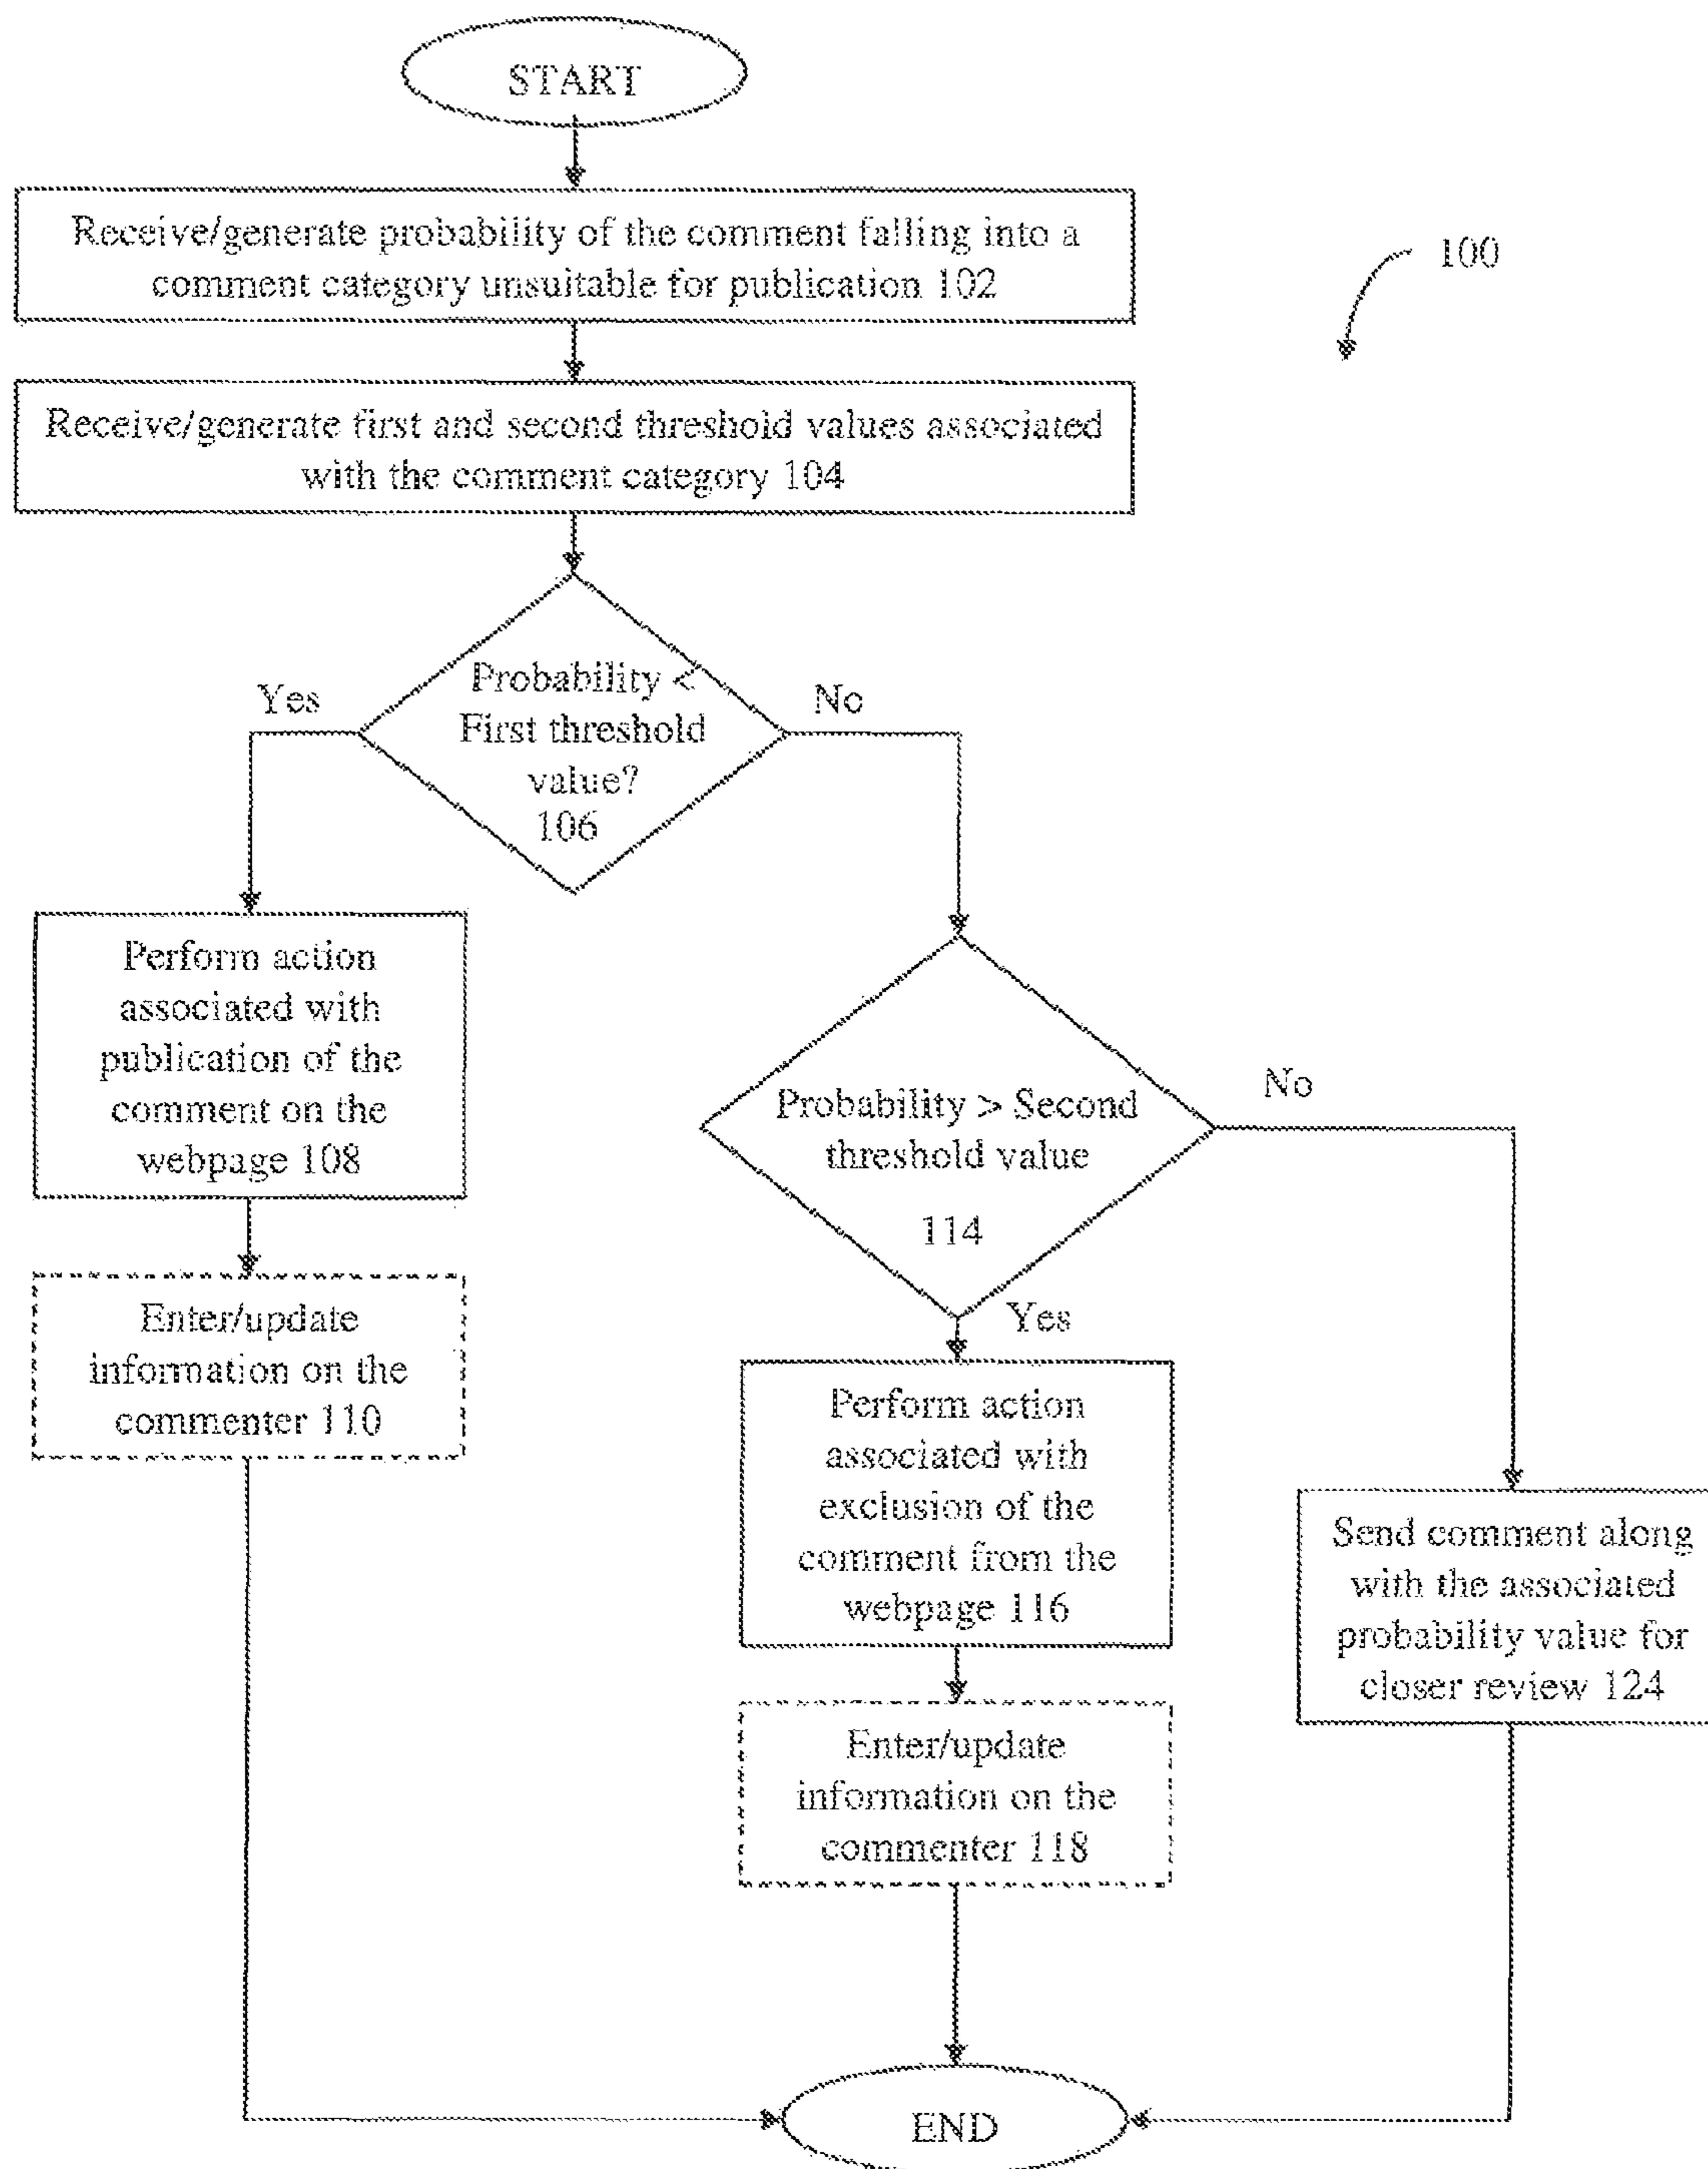 START
Receive/generate probability of the comment falling into a
comment category unsuitable for publication 102
100
Receive/generate first and second threshold values associated
with the comment category 104
Probability <
First threshold
value?
106
Yes
No
Perform action
associated with
publication of the
comment on the
webpage 108
Probability > Second
threshold value
114
No
Yes
Enter/update
information on the
commenter 110
Perform action
associated with
exclusion of the
comment from the
webpage 116
Send comment along
with the associated
probability value for
closer review 124
Enter/update
information on the
commenter 118
END